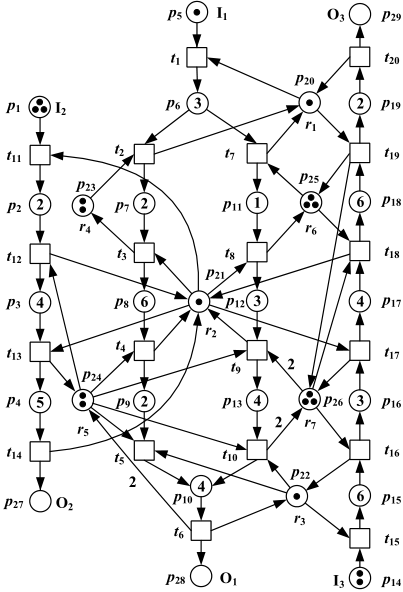 p5 I1 O3 p29
t1 p20 t20
p1 I2 p6 3 r1 2 p19
t11 t2 t7 t19
p23 p25
p2 2 r4 p7 2 p11 1 r6 6 p18
t12 t3 p21 t8 t18
p3 4 p8 6 r2 p12 3 4 p17
t13 p24 t4 t9 2 t17
p4 5 r5 p9 2 p13 4 r7 p26 3 p16
t14 t5 t10 2 t16
p27 O2 2 p10 4 p22 6 p15
t6 r3 t15
p28 O1 I3 p14